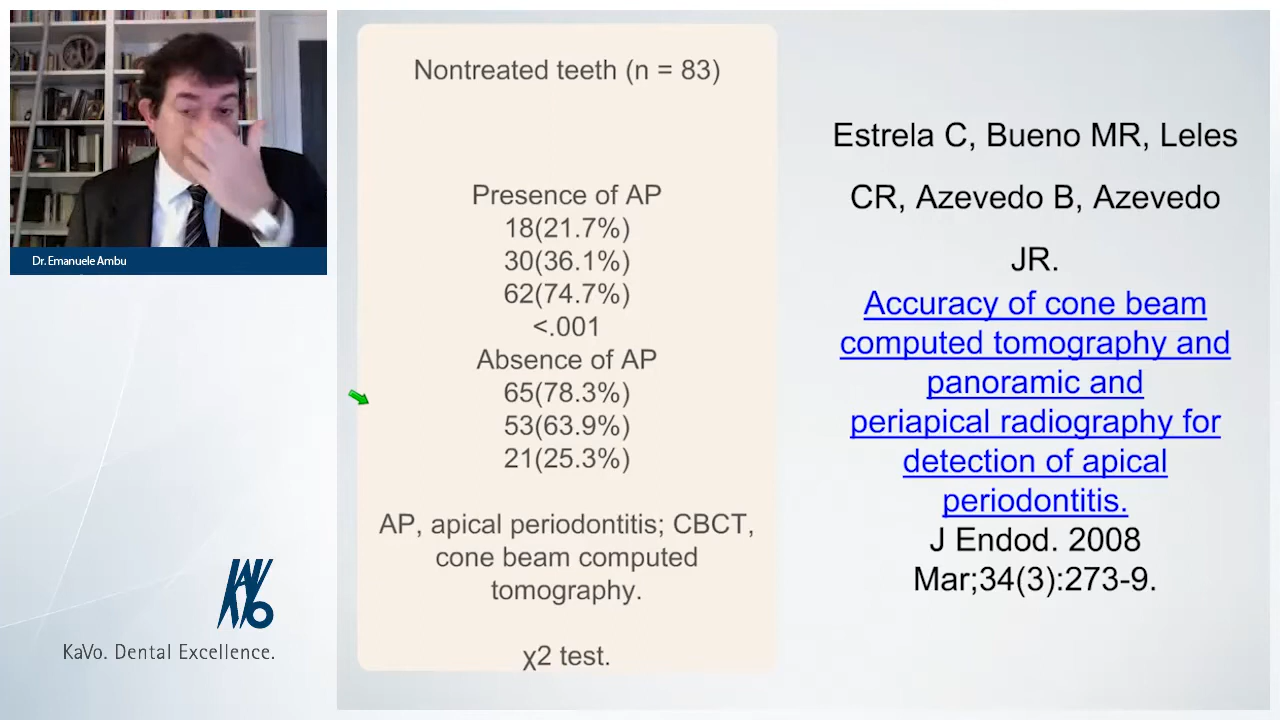 Dr. Emanuele Ambu
KaVo
KaVo. Dental Excellence.
Nontreated teeth (n = 83)
Presence of AP
18(21.7%)
30(36.1%)
62(74.7%)
<.001
Absence of AP
65(78.3%)
53(63.9%)
21(25.3%)
AP, apical periodontitis; CBCT,
cone beam computed
tomography.
χ2 test.
Estrela C, Bueno MR, Leles
CR, Azevedo B, Azevedo
JR.
Accuracy of cone beam
computed tomography and
panoramic and
periapical radiography for
detection of apical
periodontitis.
J Endod. 2008
Mar;34(3):273-9.